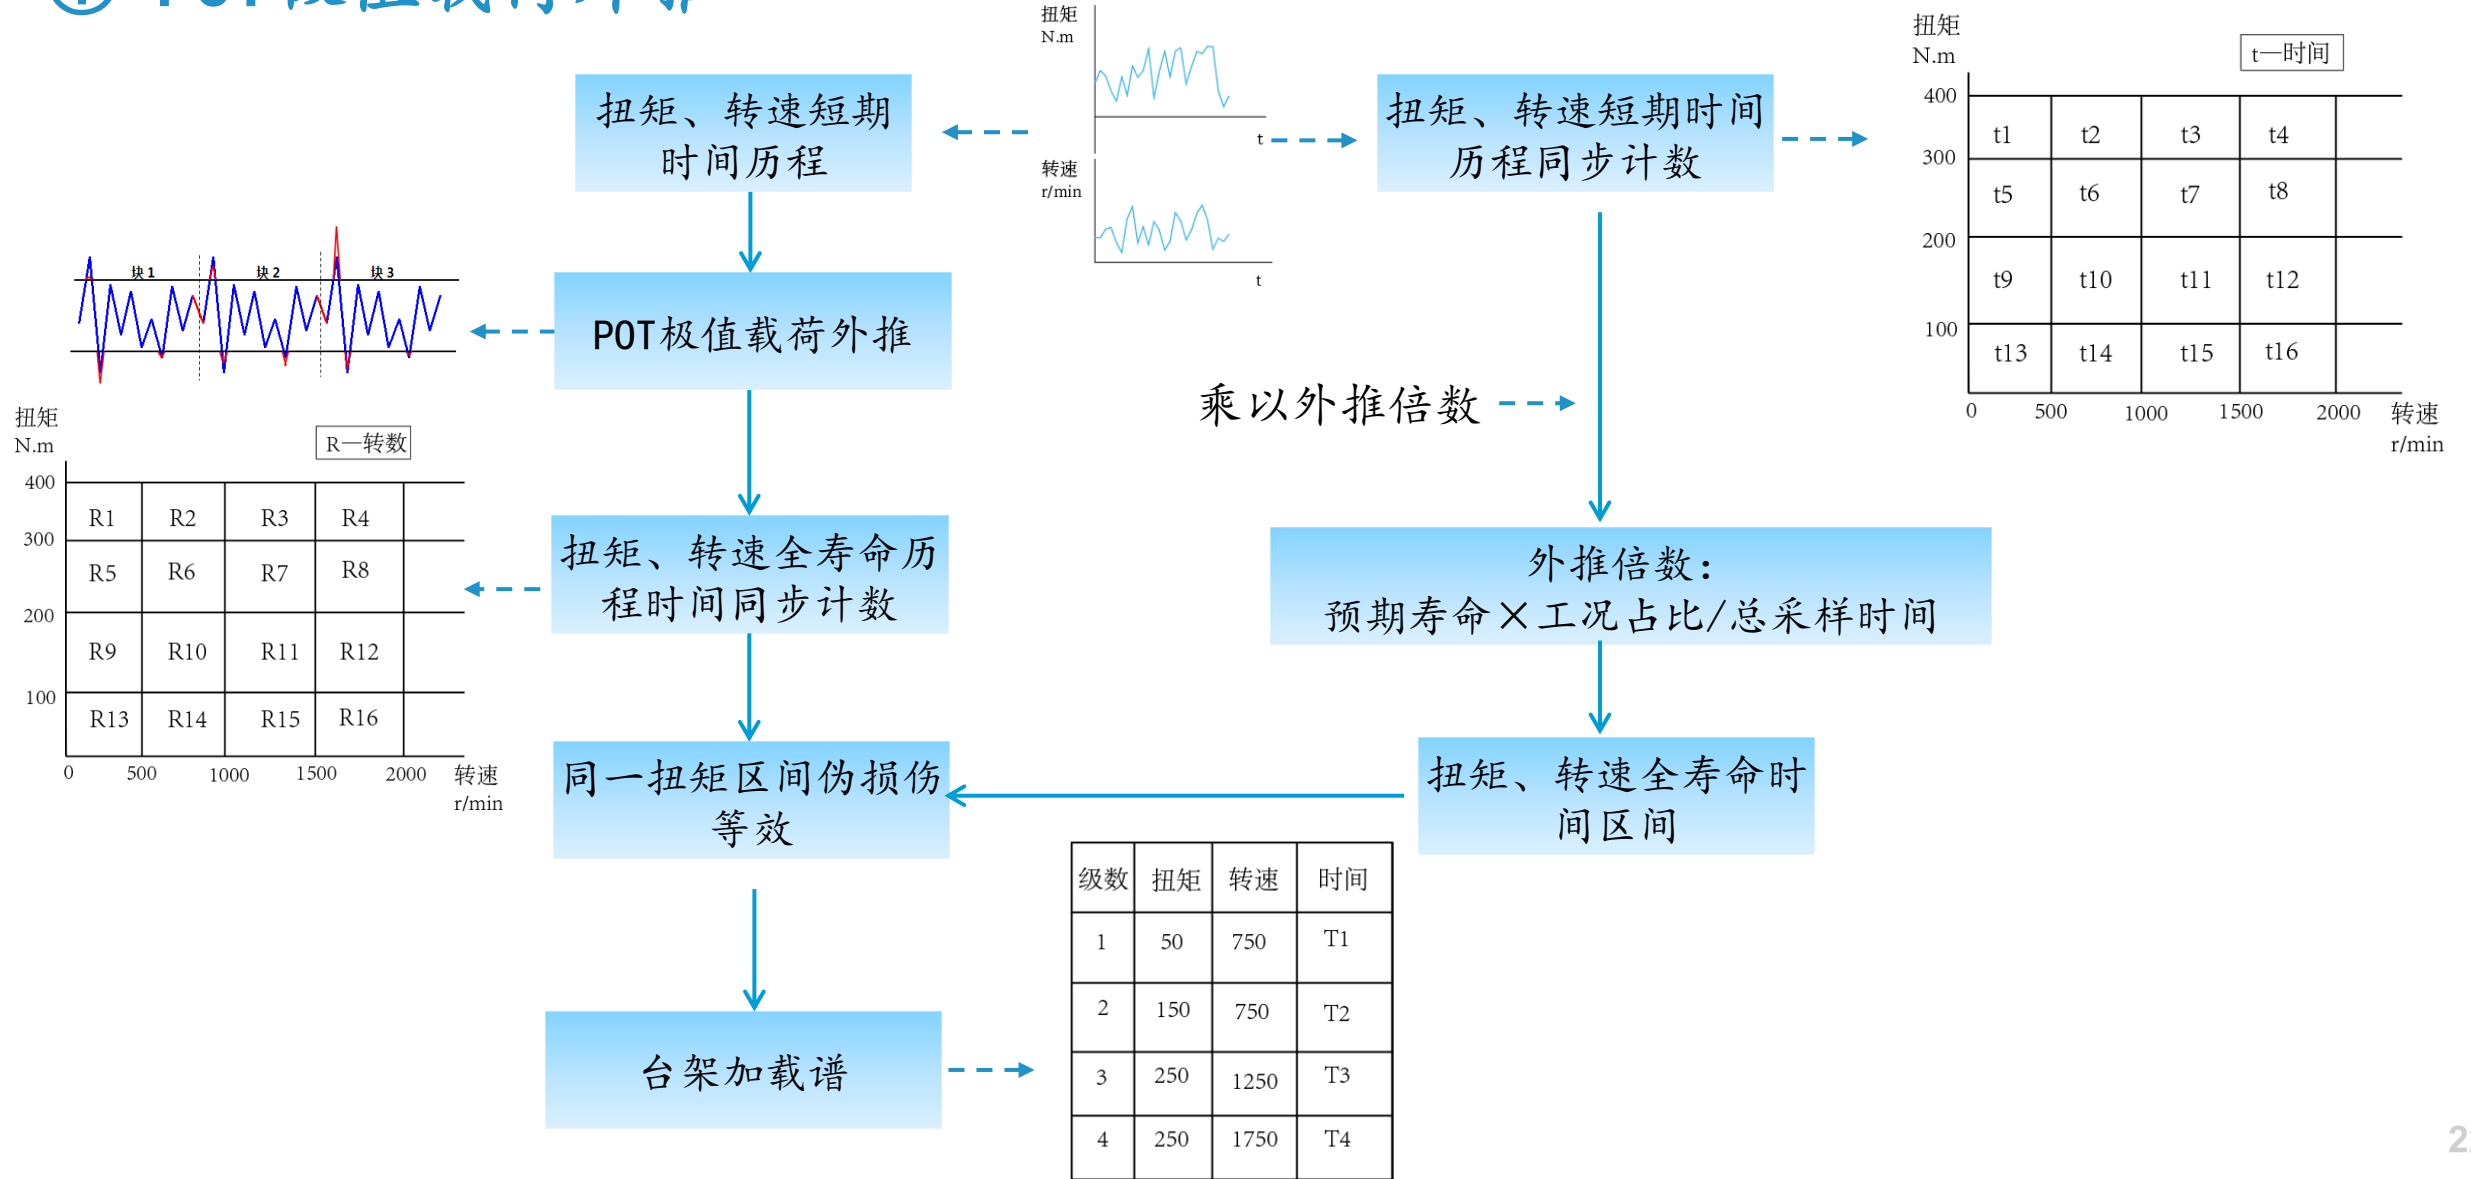 ① POT极值载荷外推
扭矩
N.m
t
转速
r/min
t
扭矩、转速短期
时间历程
扭矩、转速短期时间
历程同步计数
扭矩
N.m
t—时间
400
300
200
100
t1 t2 t3 t4
t5 t6 t7 t8
t9 t10 t11 t12
t13 t14 t15 t16
0 500 1000 1500 2000 转速
r/min
块1 块2 块3
POT极值载荷外推
乘以外推倍数
扭矩
N.m
R—转数
400
300
200
100
R1 R2 R3 R4
R5 R6 R7 R8
R9 R10 R11 R12
R13 R14 R15 R16
0 500 1000 1500 2000 转速
r/min
扭矩、转速全寿命历
程时间同步计数
外推倍数：
预期寿命×工况占比/总采样时间
同一扭矩区间伪损伤
等效
扭矩、转速全寿命时
间区间
台架加载谱
级数 扭矩 转速 时间
1 50 750 T1
2 150 750 T2
3 250 1250 T3
4 250 1750 T4